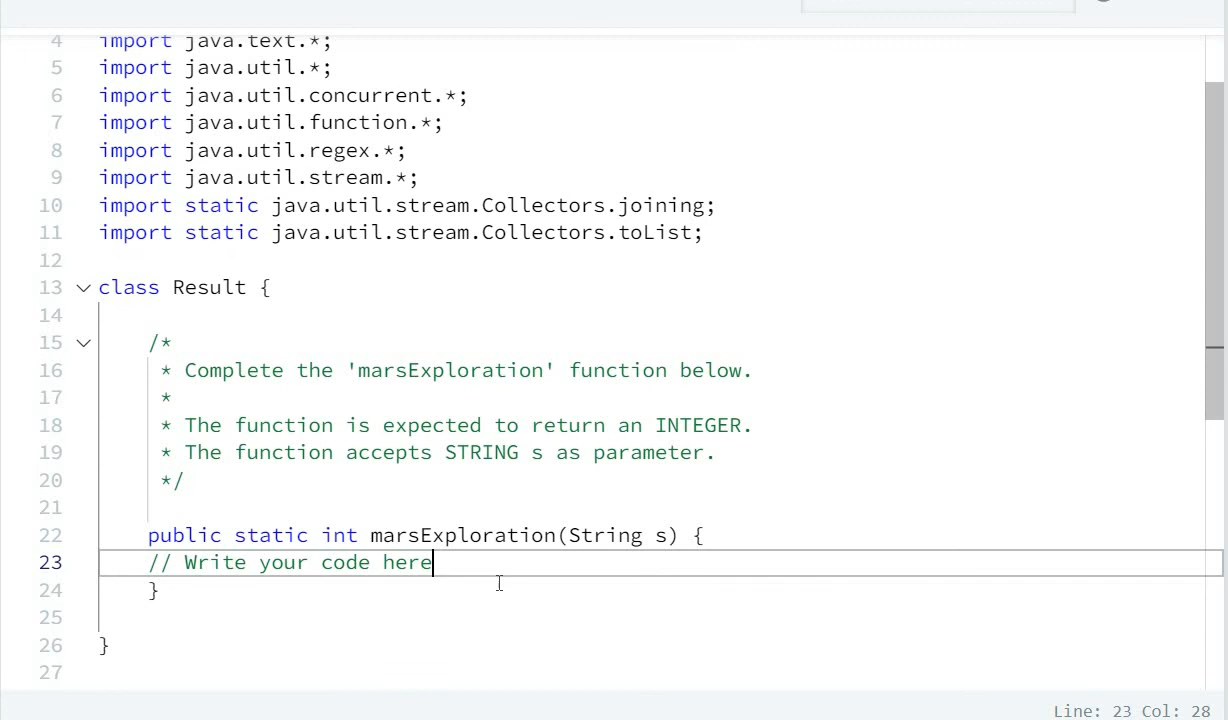 4 import java.text.*;
5 import java.util.*;
6 import java.util.concurrent.*;
7 import java.util.function.*;
8 import java.util.regex.*;
9 import java.util.stream.*;
10 import static java.util.stream.Collectors.joining;
11 import static java.util.stream.Collectors.toList;
12
13 class Result {
14
15 /*
16 * Complete the 'marsExploration' function below.
17 *
18 * The function is expected to return an INTEGER.
19 * The function accepts STRING s as parameter.
20 */
21
22 public static int marsExploration(String s) {
23 // Write your code here
24 }
25
26 }
27
Line: 23 Col: 28